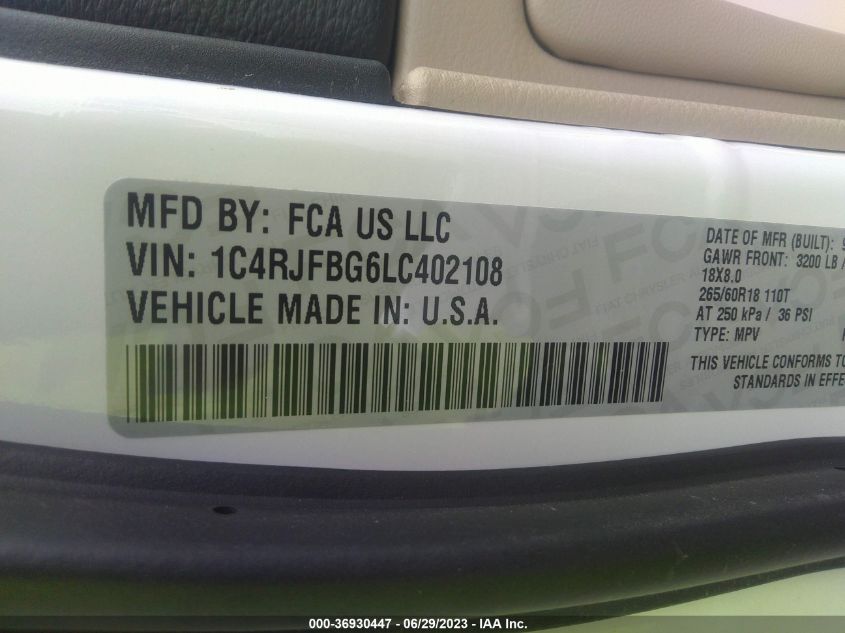 MFD BY: FCA US LLC
VIN: 1C4RJFBG6LC402108
VEHICLE MADE IN: U.S.A.
DATE OF MFR (BUILT):
GAWR FRONT: 3200 LB
18X8.0
265/60R18 110T
AT 250 kPa / 36 PSI
TYPE: MPV
THIS VEHICLE CONFORMS TO
STANDARDS IN EFFE
000-36930447 - 06/29/2023 - IAA Inc.